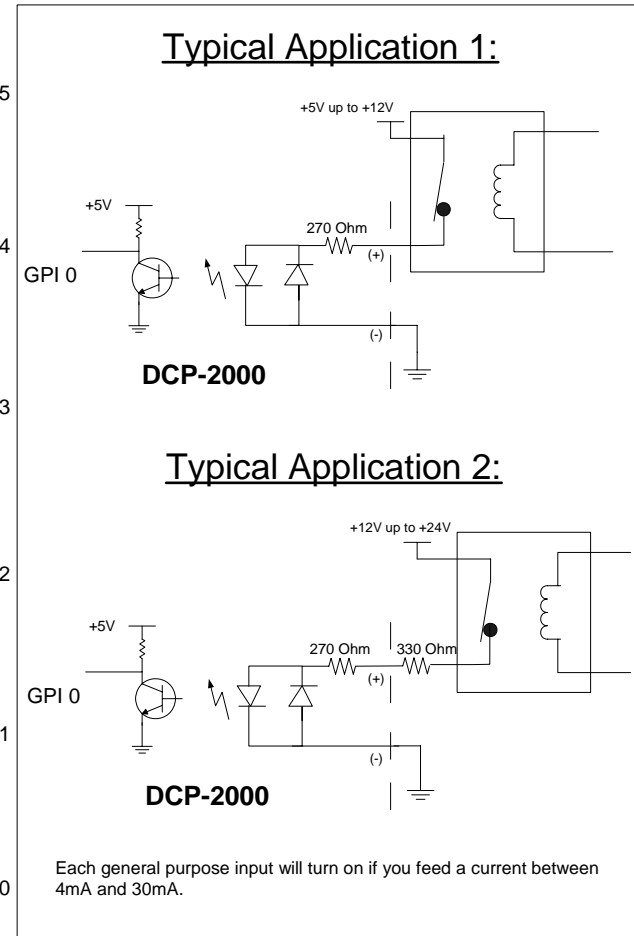 Typical Application 1:
5
+5V up to +12V
+5V
270 Ohm
4
(+)
GPI 0
(-)
DCP-2000
3
Typical Application 2:
+12V up to +24V
2
+5V
270 Ohm
330 Ohm
(+)
GPI 0
1
(-)
DCP-2000
Each general purpose input will turn on if you feed a current between
0
4mA and 30mA.